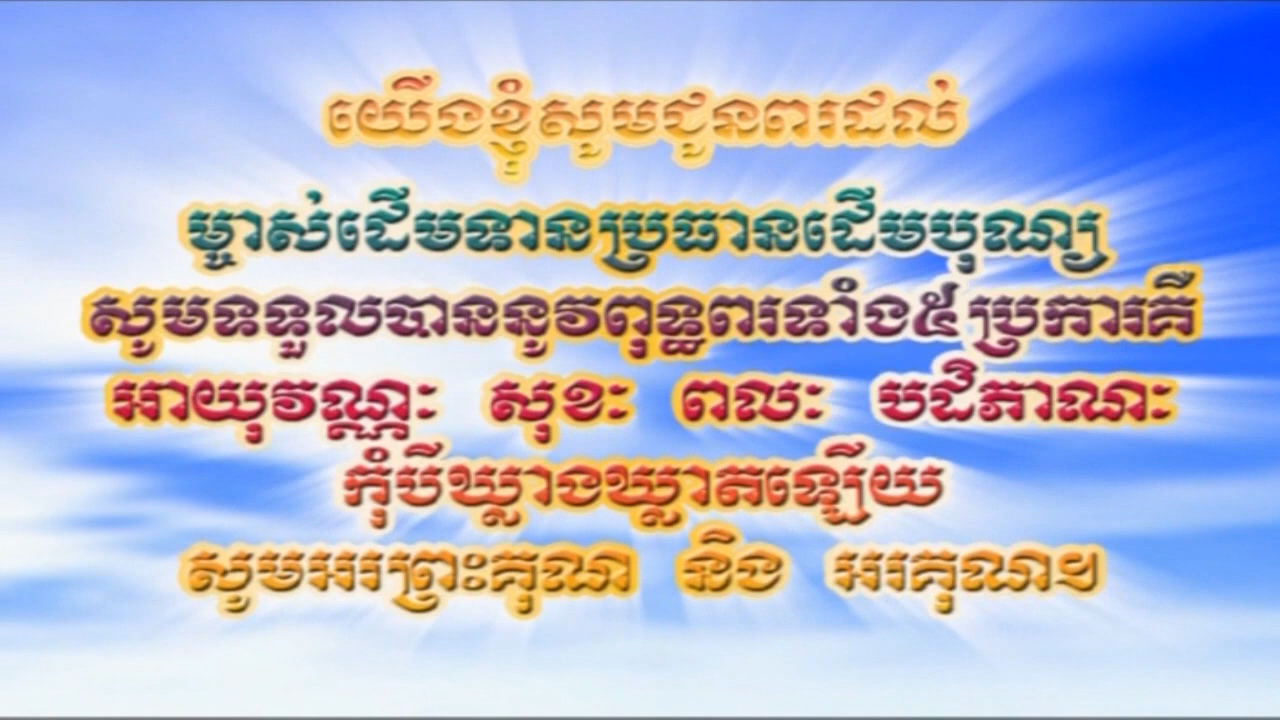 យើងខ្ញុំសូមជូនពរដល់
ម្ចាស់ដើមទានប្រធានដើមបុណ្យ
សូមទទួលបាននូវពុទ្ធពរទាំង៥ប្រការគឺ
អាយុវណ្ណៈ សុខៈ ពលៈ បដិភាណៈ
កុំបីឃ្លាងឃ្លាតឡើយ
សូមអរព្រះគុណ និង អរគុណ។